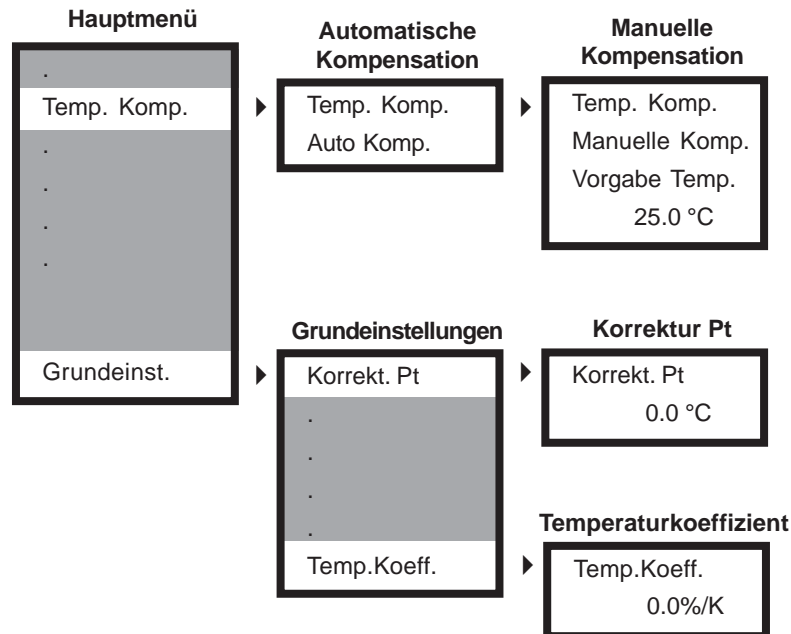 Hauptmenü
.
Temp. Komp.
.
.
.
.
Grundeinst.
Automatische
Kompensation
Temp. Komp.
Auto Komp.
Manuelle
Kompensation
Temp. Komp.
Manuelle Komp.
Vorgabe Temp.
25.0 °C
Grundeinstellungen
Korrekt. Pt
.
.
.
.
Temp.Koeff.
Korrektur Pt
Korrekt. Pt
0.0 °C
Temperaturkoeffizient
Temp.Koeff.
0.0%/K